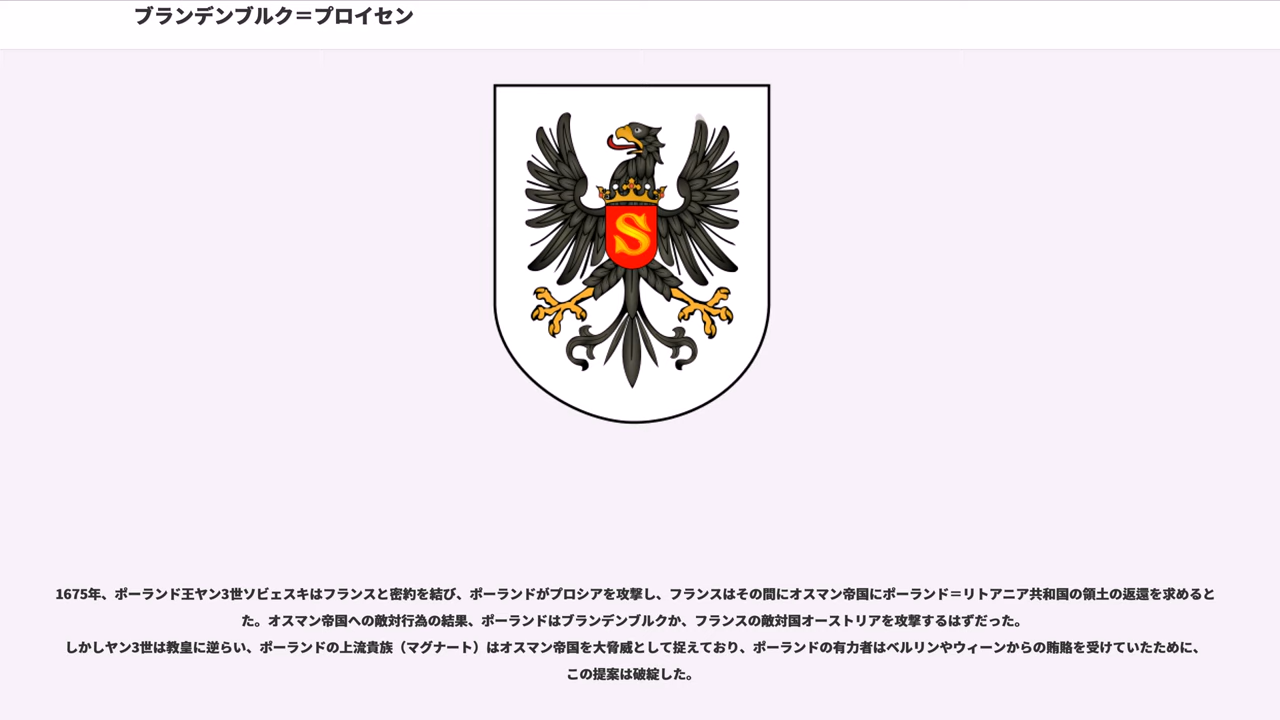 ブランデンブルク＝プロイセン
S
1675年、ポーランド王ヤン3世ソビェスキはフランスと密約を結び、ポーランドがプロシアを攻撃し、フランスはその間にオスマン帝国にポーランド＝リトアニア共和国の領土の返還を求めると
た。オスマン帝国への敵対行為の結果、ポーランドはブランデンブルクか、フランスの敵対国オーストリアを攻撃するはずだった。
しかしヤン3世は教皇に逆らい、ポーランドの上流貴族（マグナート）はオスマン帝国を大脅威として捉えており、ポーランドの有力者はベルリンやウィーンからの賄賂を受けていたために、
この提案は破綻した。